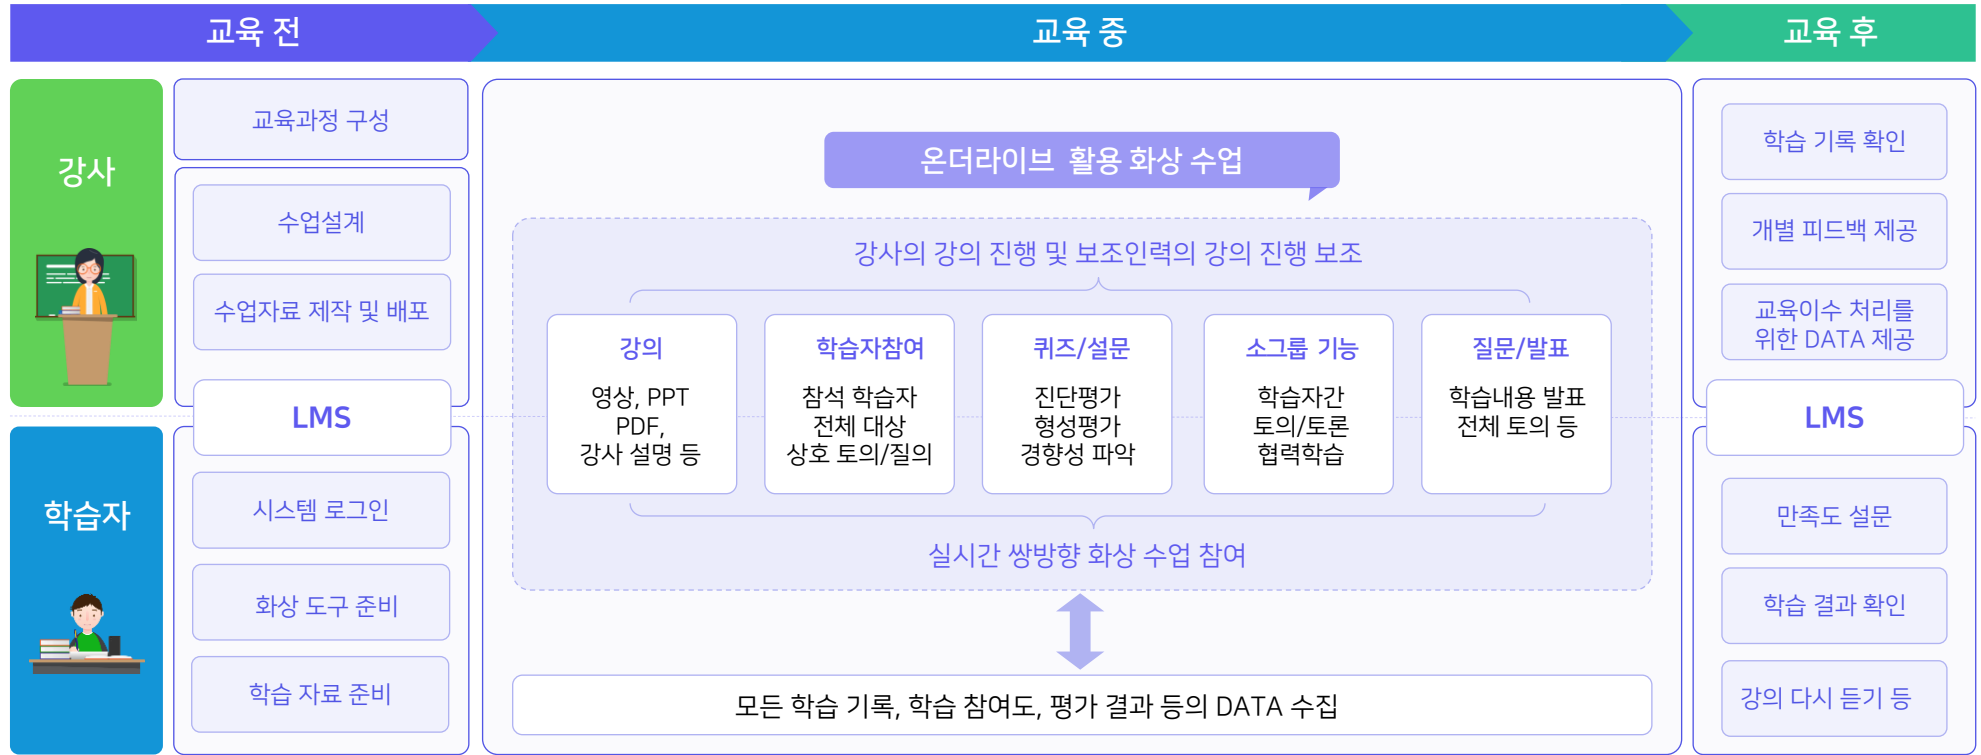 교육 전
교육 중
교육 후
강사
교육과정 구성
수업설계
수업자료 제작 및 배포
LMS
학습자
시스템 로그인
화상 도구 준비
학습 자료 준비
온더라이브 활용 화상 수업
강사의 강의 진행 및 보조인력의 강의 진행 보조
강의
영상, PPT
PDF,
강사 설명 등
학습자참여
참석 학습자
전체 대상
상호 토의/질의
퀴즈/설문
진단평가
형성평가
경향성 파악
소그룹 기능
학습자간
토의/토론
협력학습
질문/발표
학습내용 발표
전체 토의 등
실시간 쌍방향 화상 수업 참여
모든 학습 기록, 학습 참여도, 평가 결과 등의 DATA 수집
학습 기록 확인
개별 피드백 제공
교육이수 처리를
위한 DATA 제공
LMS
만족도 설문
학습 결과 확인
강의 다시 듣기 등